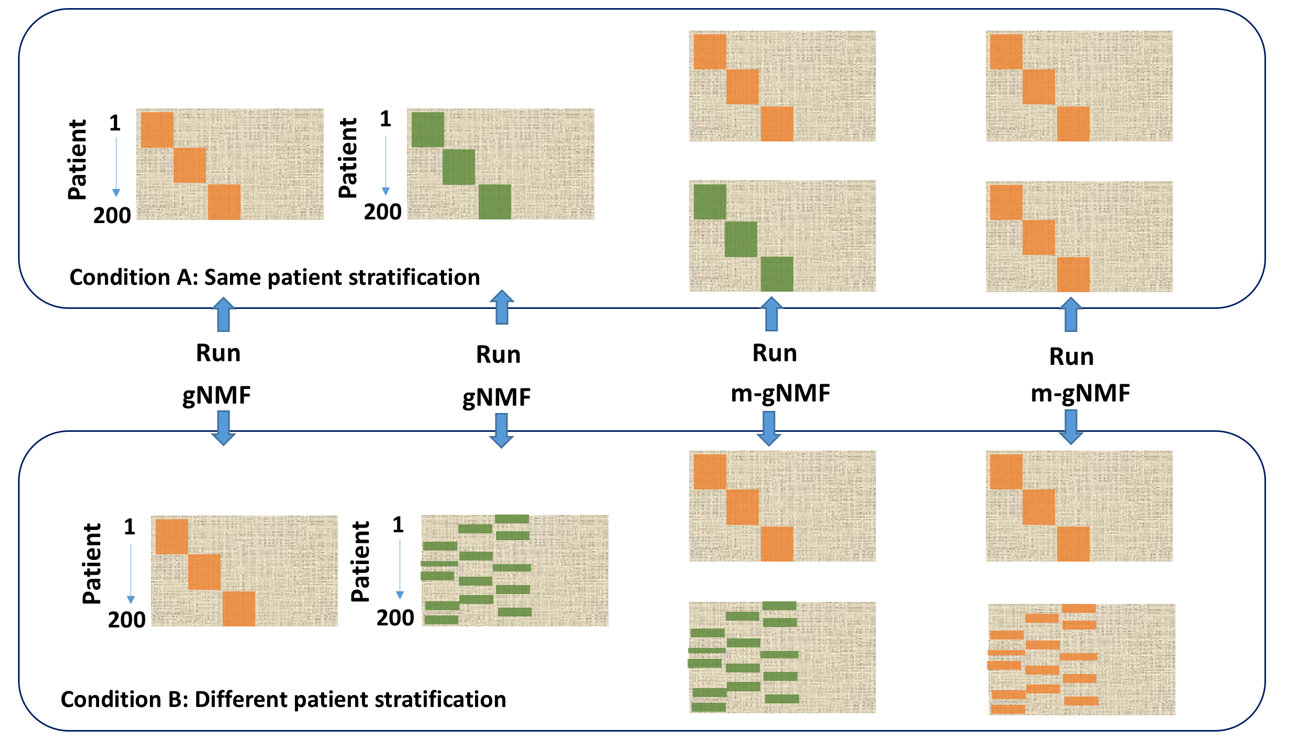 Patient
1
200
Patient
1
200
Condition A: Same patient stratification
Run
gNMF
Run
gNMF
Run
m-gNMF
Run
m-gNMF
Patient
1
200
Patient
1
200
Condition B: Different patient stratification